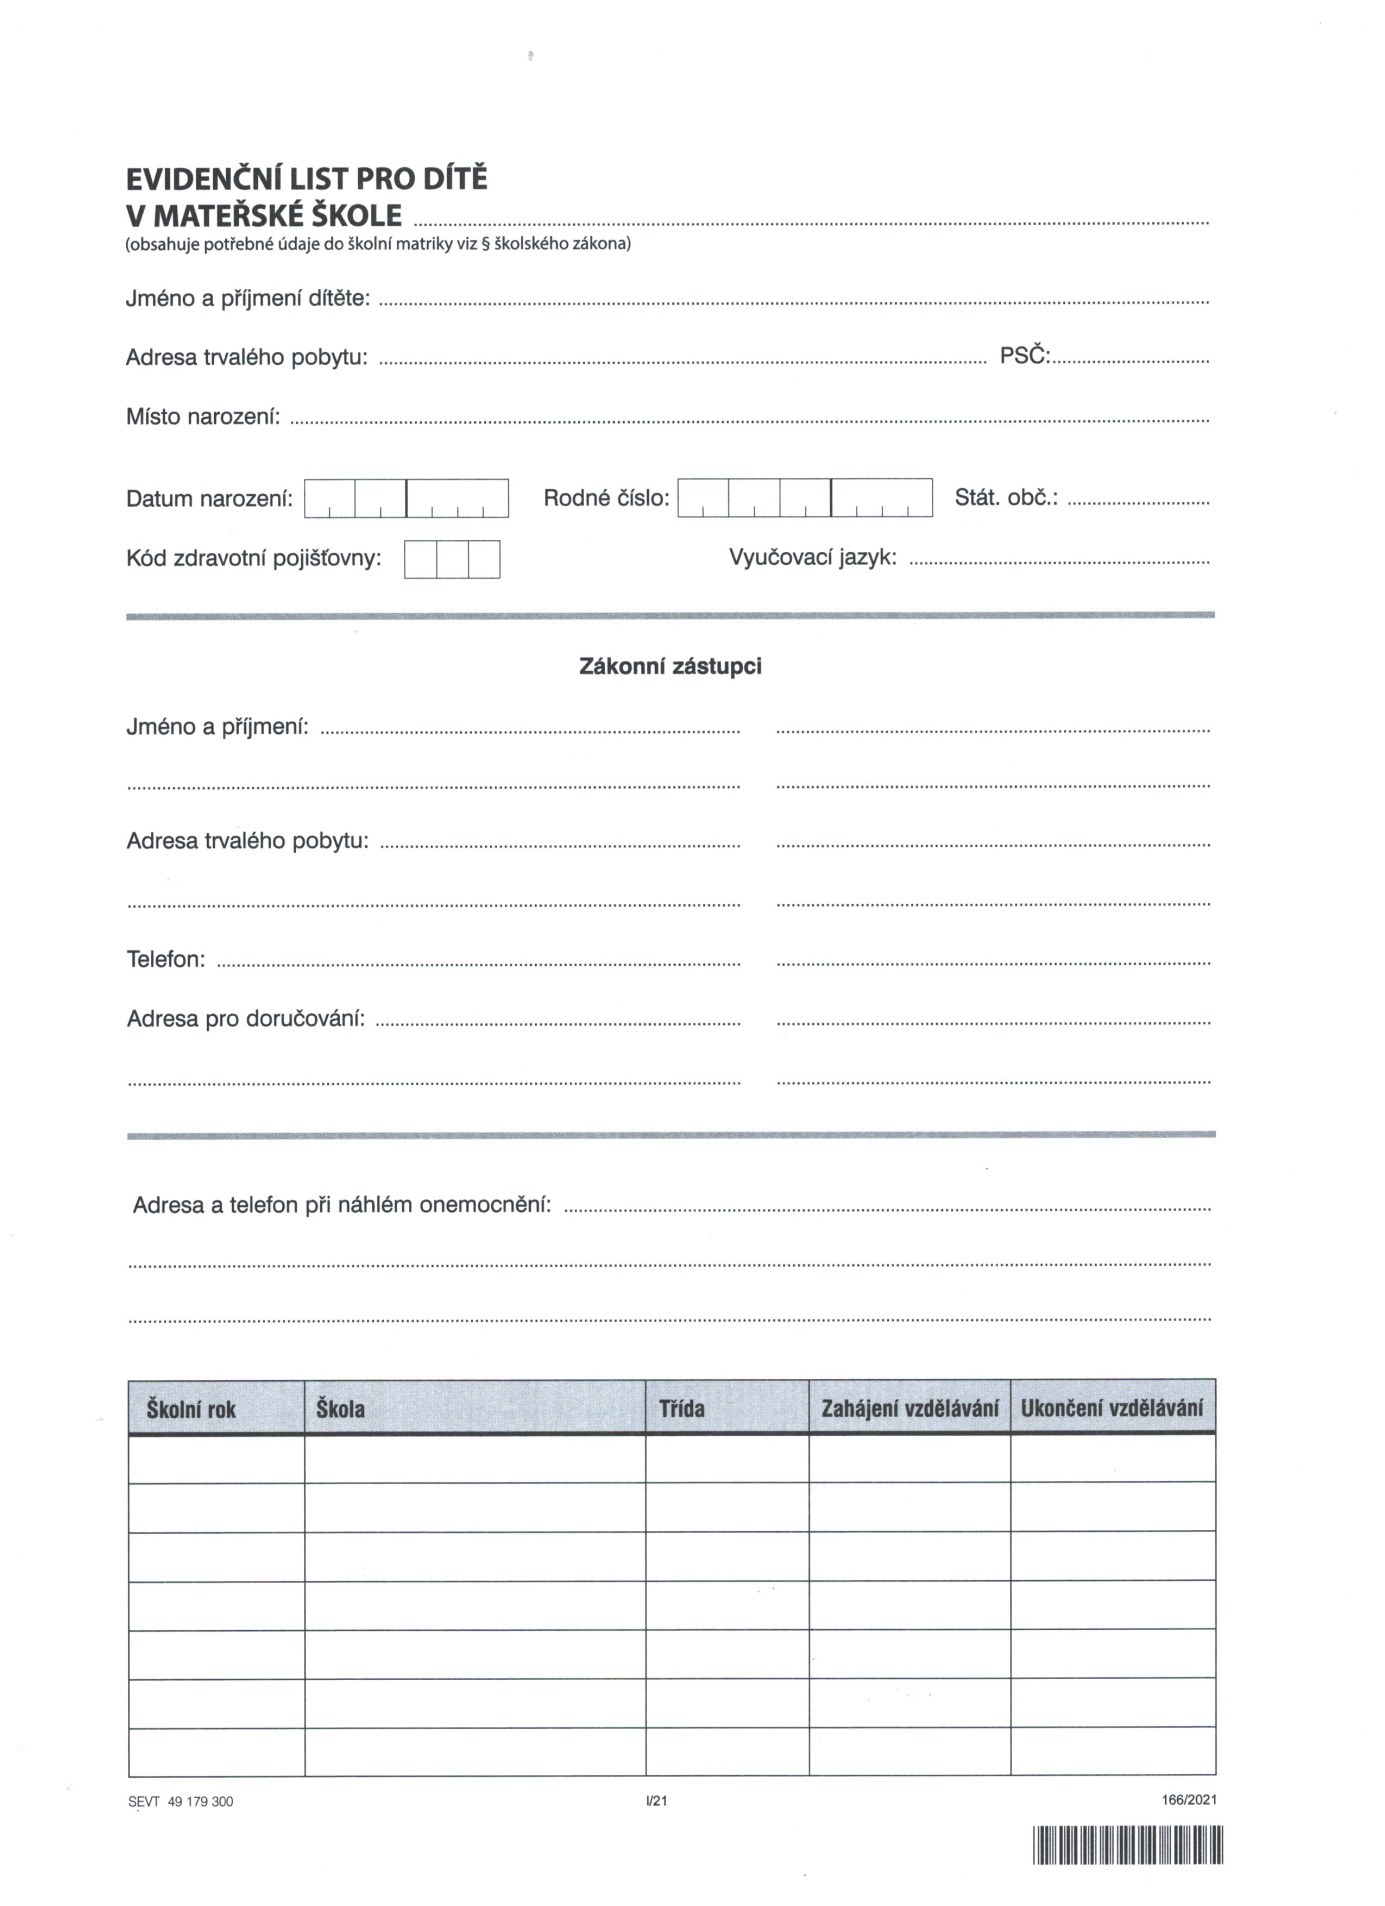 EVIDENČNÍ LIST PRO DÍTĚ
V MATEŘSKÉ ŠKOLE
(obsahuje potřebné údaje do školní matriky viz § školského zákona)
Jméno a příjmení dítěte:
Adresa trvalého pobytu: PSČ:
Místo narození:
Datum narození: Rodné číslo: Stát. obč.:
Kód zdravotní pojišťovny: Vyučovací jazyk:
Zákonní zástupci
Jméno a příjmení:
Adresa trvalého pobytu:
Telefon:
Adresa pro doručování:
Adresa a telefon při náhlém onemocnění:
Školní rok Škola Třída Zahájení vzdělávání Ukončení vzdělávání
SEVT 49 179 300 I/21 166/2021